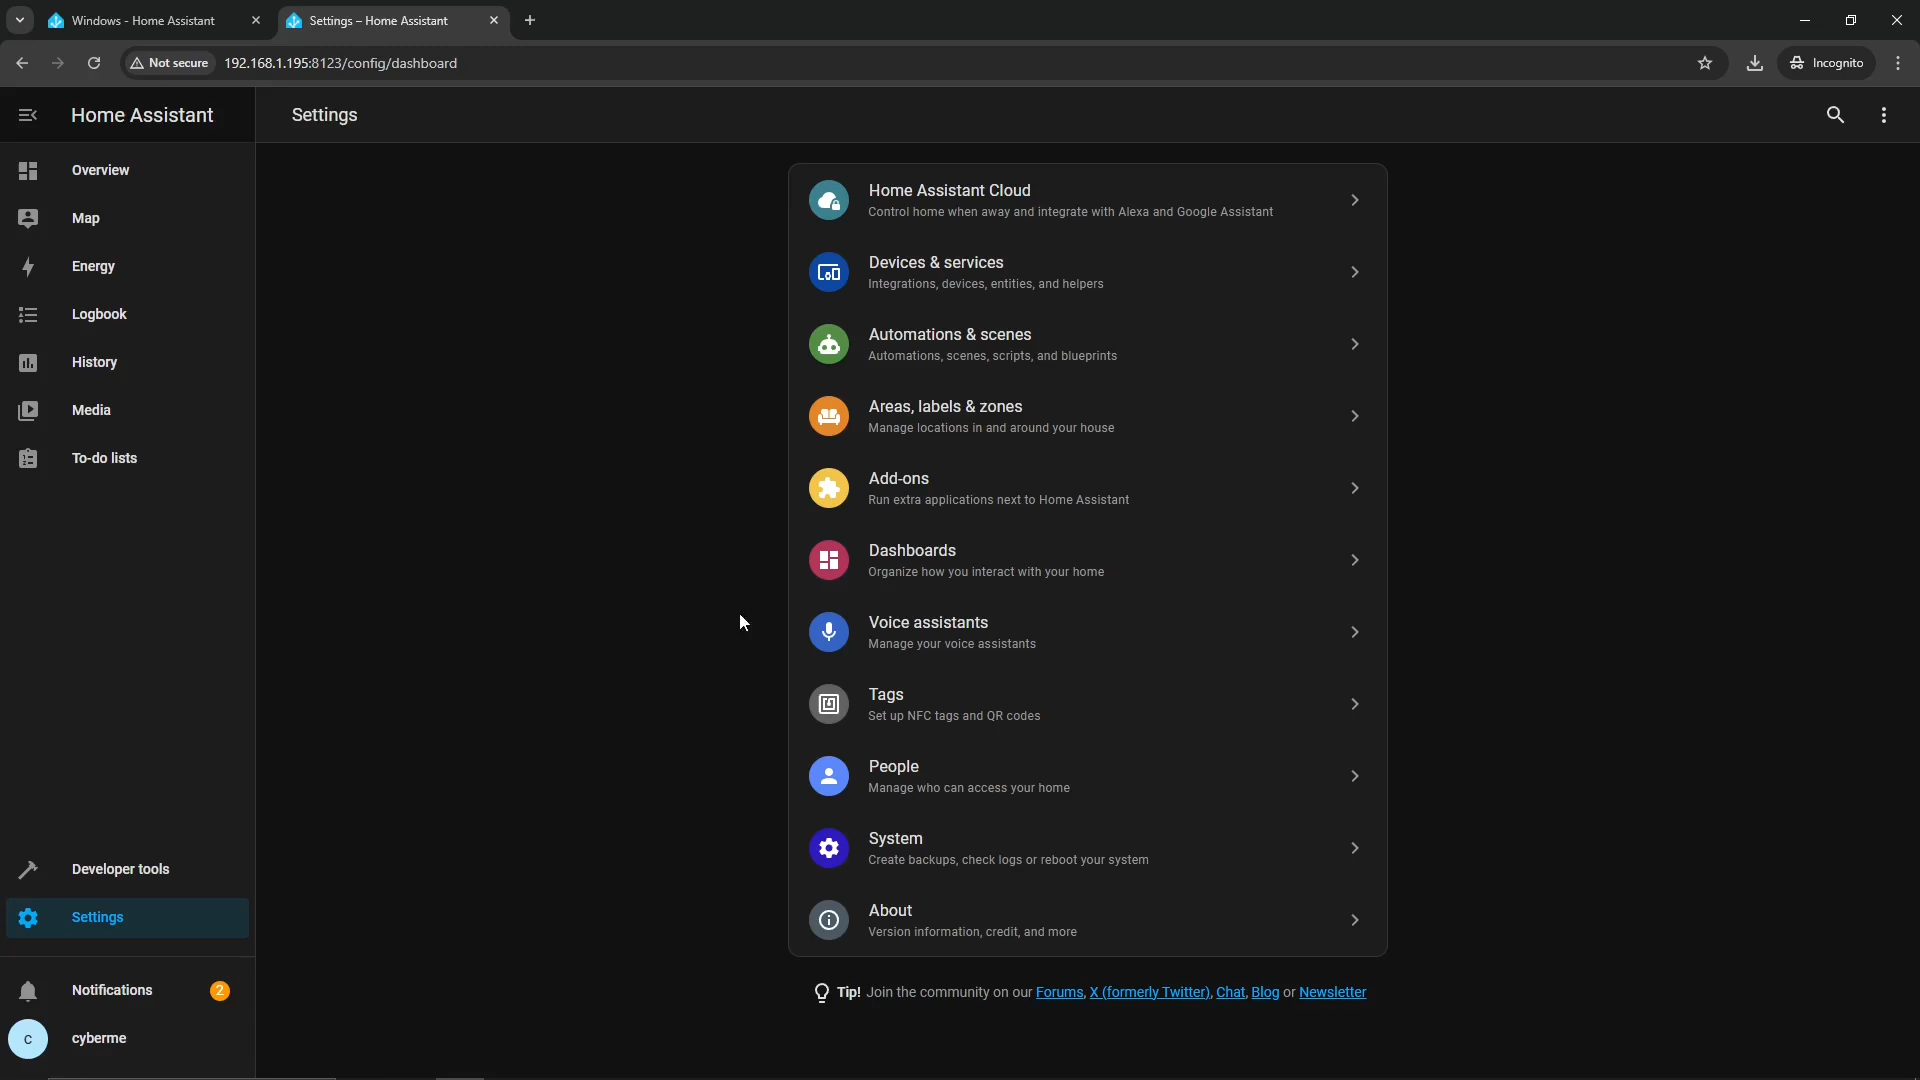 Windows - Home Assistant
Settings – Home Assistant
Not secure
192.168.1.195:8123/config/dashboard
Incognito
Home Assistant
Settings
Overview
Map
Energy
Logbook
History
Media
To-do lists
Developer tools
Settings
Notifications
2
C
cyberme
Home Assistant Cloud
Control home when away and integrate with Alexa and Google Assistant
Devices & services
Integrations, devices, entities, and helpers
Automations & scenes
Automations, scenes, scripts, and blueprints
Areas, labels & zones
Manage locations in and around your house
Add-ons
Run extra applications next to Home Assistant
Dashboards
Organize how you interact with your home
Voice assistants
Manage your voice assistants
Tags
Set up NFC tags and QR codes
People
Manage who can access your home
System
Create backups, check logs or reboot your system
About
Version information, credit, and more
Tip! Join the community on our Forums, X (formerly Twitter), Chat, Blog or Newsletter